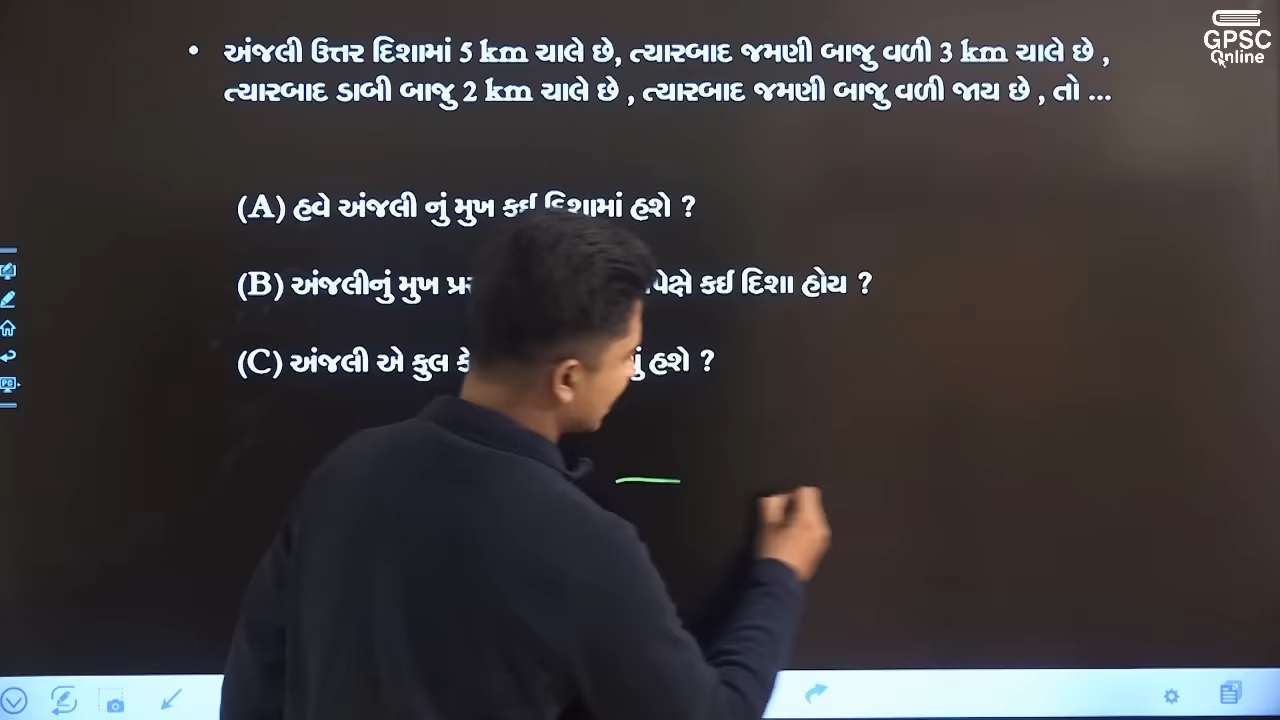 • અંજલી ઉત્તર દિશામાં 5 km ચાલે છે, ત્યારબાદ જમણી બાજુ વળી 3 km ચાલે છે ,
ત્યારબાદ ડાબી બાજુ 2 km ચાલે છે , ત્યારબાદ જમણી બાજુ વળી જાય છે , તો ...
(A) હવે અંજલી નું મુખ કઈ દિશામાં હશે ?
(B) અંજલીનું મુખ કઈ દિશા હોય ?
(C) અંજલી એ કુલ હશે ?
GPSC
Online